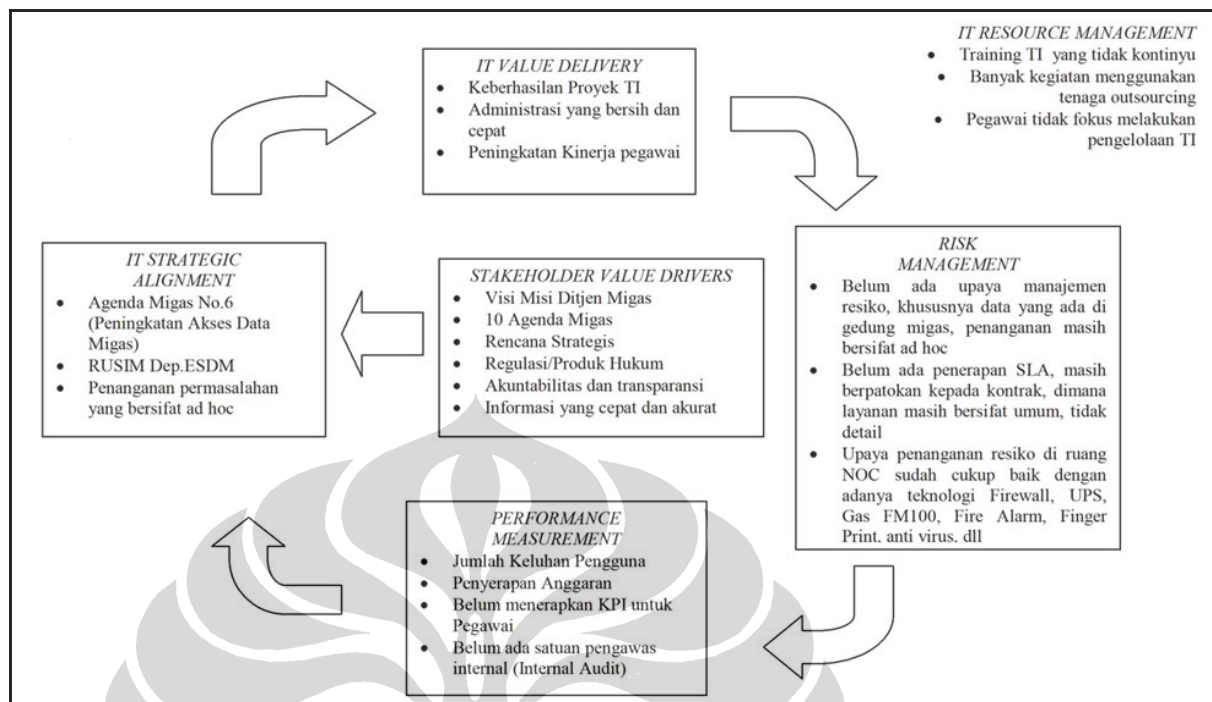 IT VALUE DELIVERY
• Keberhasilan Proyek TI
• Administrasi yang bersih dan
cepat
• Peningkatan Kinerja pegawai
IT RESOURCE MANAGEMENT
• Training TI yang tidak kontinyu
• Banyak kegiatan menggunakan
tenaga outsourcing
• Pegawai tidak fokus melakukan
pengelolaan TI
IT STRATEGIC
ALIGNMENT
• Agenda Migas No.6
(Peningkatan Akses Data
Migas)
• RUSIM Dep.ESDM
• Penanganan permasalahan
yang bersifat ad hoc
STAKEHOLDER VALUE DRIVERS
• Visi Misi Ditjen Migas
• 10 Agenda Migas
• Rencana Strategis
• Regulasi/Produk Hukum
• Akuntabilitas dan transparansi
• Informasi yang cepat dan akurat
RISK
MANAGEMENT
• Belum ada upaya manajemen
resiko, khususnya data yang ada di
gedung migas, penanganan masih
bersifat ad hoc
• Belum ada penerapan SLA, masih
berpatokan kepada kontrak, dimana
layanan masih bersifat umum, tidak
detail
• Upaya penanganan resiko di ruang
NOC sudah cukup baik dengan
adanya teknologi Firewall, UPS,
Gas FM100, Fire Alarm, Finger
Print, anti virus, dll
PERFORMANCE
MEASUREMENT
• Jumlah Keluhan Pengguna
• Penyerapan Anggaran
• Belum menerapkan KPI untuk
Pegawai
• Belum ada satuan pengawas
internal (Internal Audit)